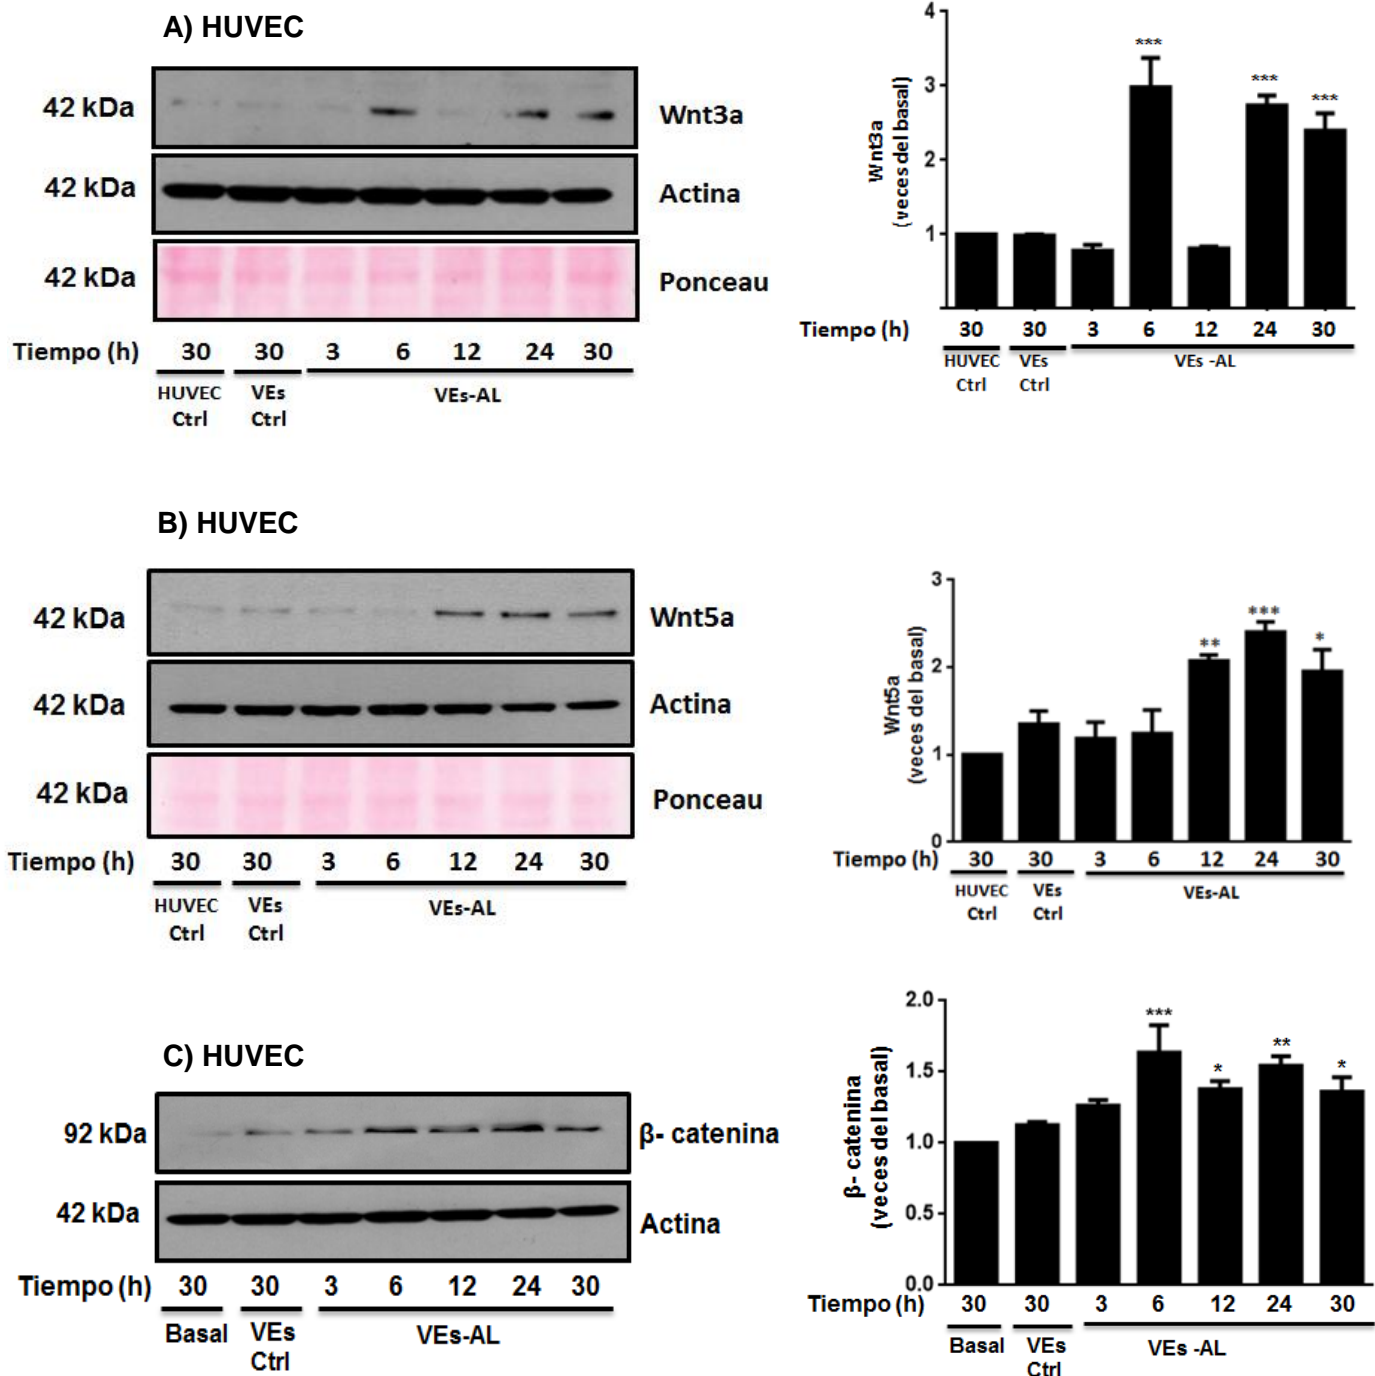 A) HUVEC
42 kDa
Wnt3a
42 kDa
Actina
42 kDa
Ponceau
Tiempo (h) 30 30 3 6 12 24 30
HUVEC Ctrl
VEs Ctrl
VEs-AL
4
3
2
1
Wnt3a
(veces del basal)
***
***
***
Tiempo (h) 30 30 3 6 12 24 30
HUVEC Ctrl
VEs Ctrl
VEs -AL
B) HUVEC
42 kDa
Wnt5a
42 kDa
Actina
42 kDa
Ponceau
Tiempo (h) 30 30 3 6 12 24 30
HUVEC Ctrl
VEs Ctrl
VEs-AL
3
2
1
0
Wnt5a
(veces del basal)
**
***
*
Tiempo (h) 30 30 3 6 12 24 30
HUVEC Ctrl
VEs Ctrl
VEs-AL
C) HUVEC
92 kDa
β- catenina
42 kDa
Actina
Tiempo (h) 30 30 3 6 12 24 30
Basal
VEs Ctrl
VEs-AL
2.0
1.5
1.0
0.5
0.0
β- catenina
(veces del basal)
***
*
**
*
Tiempo (h) 30 30 3 6 12 24 30
Basal
VEs Ctrl
VEs -AL